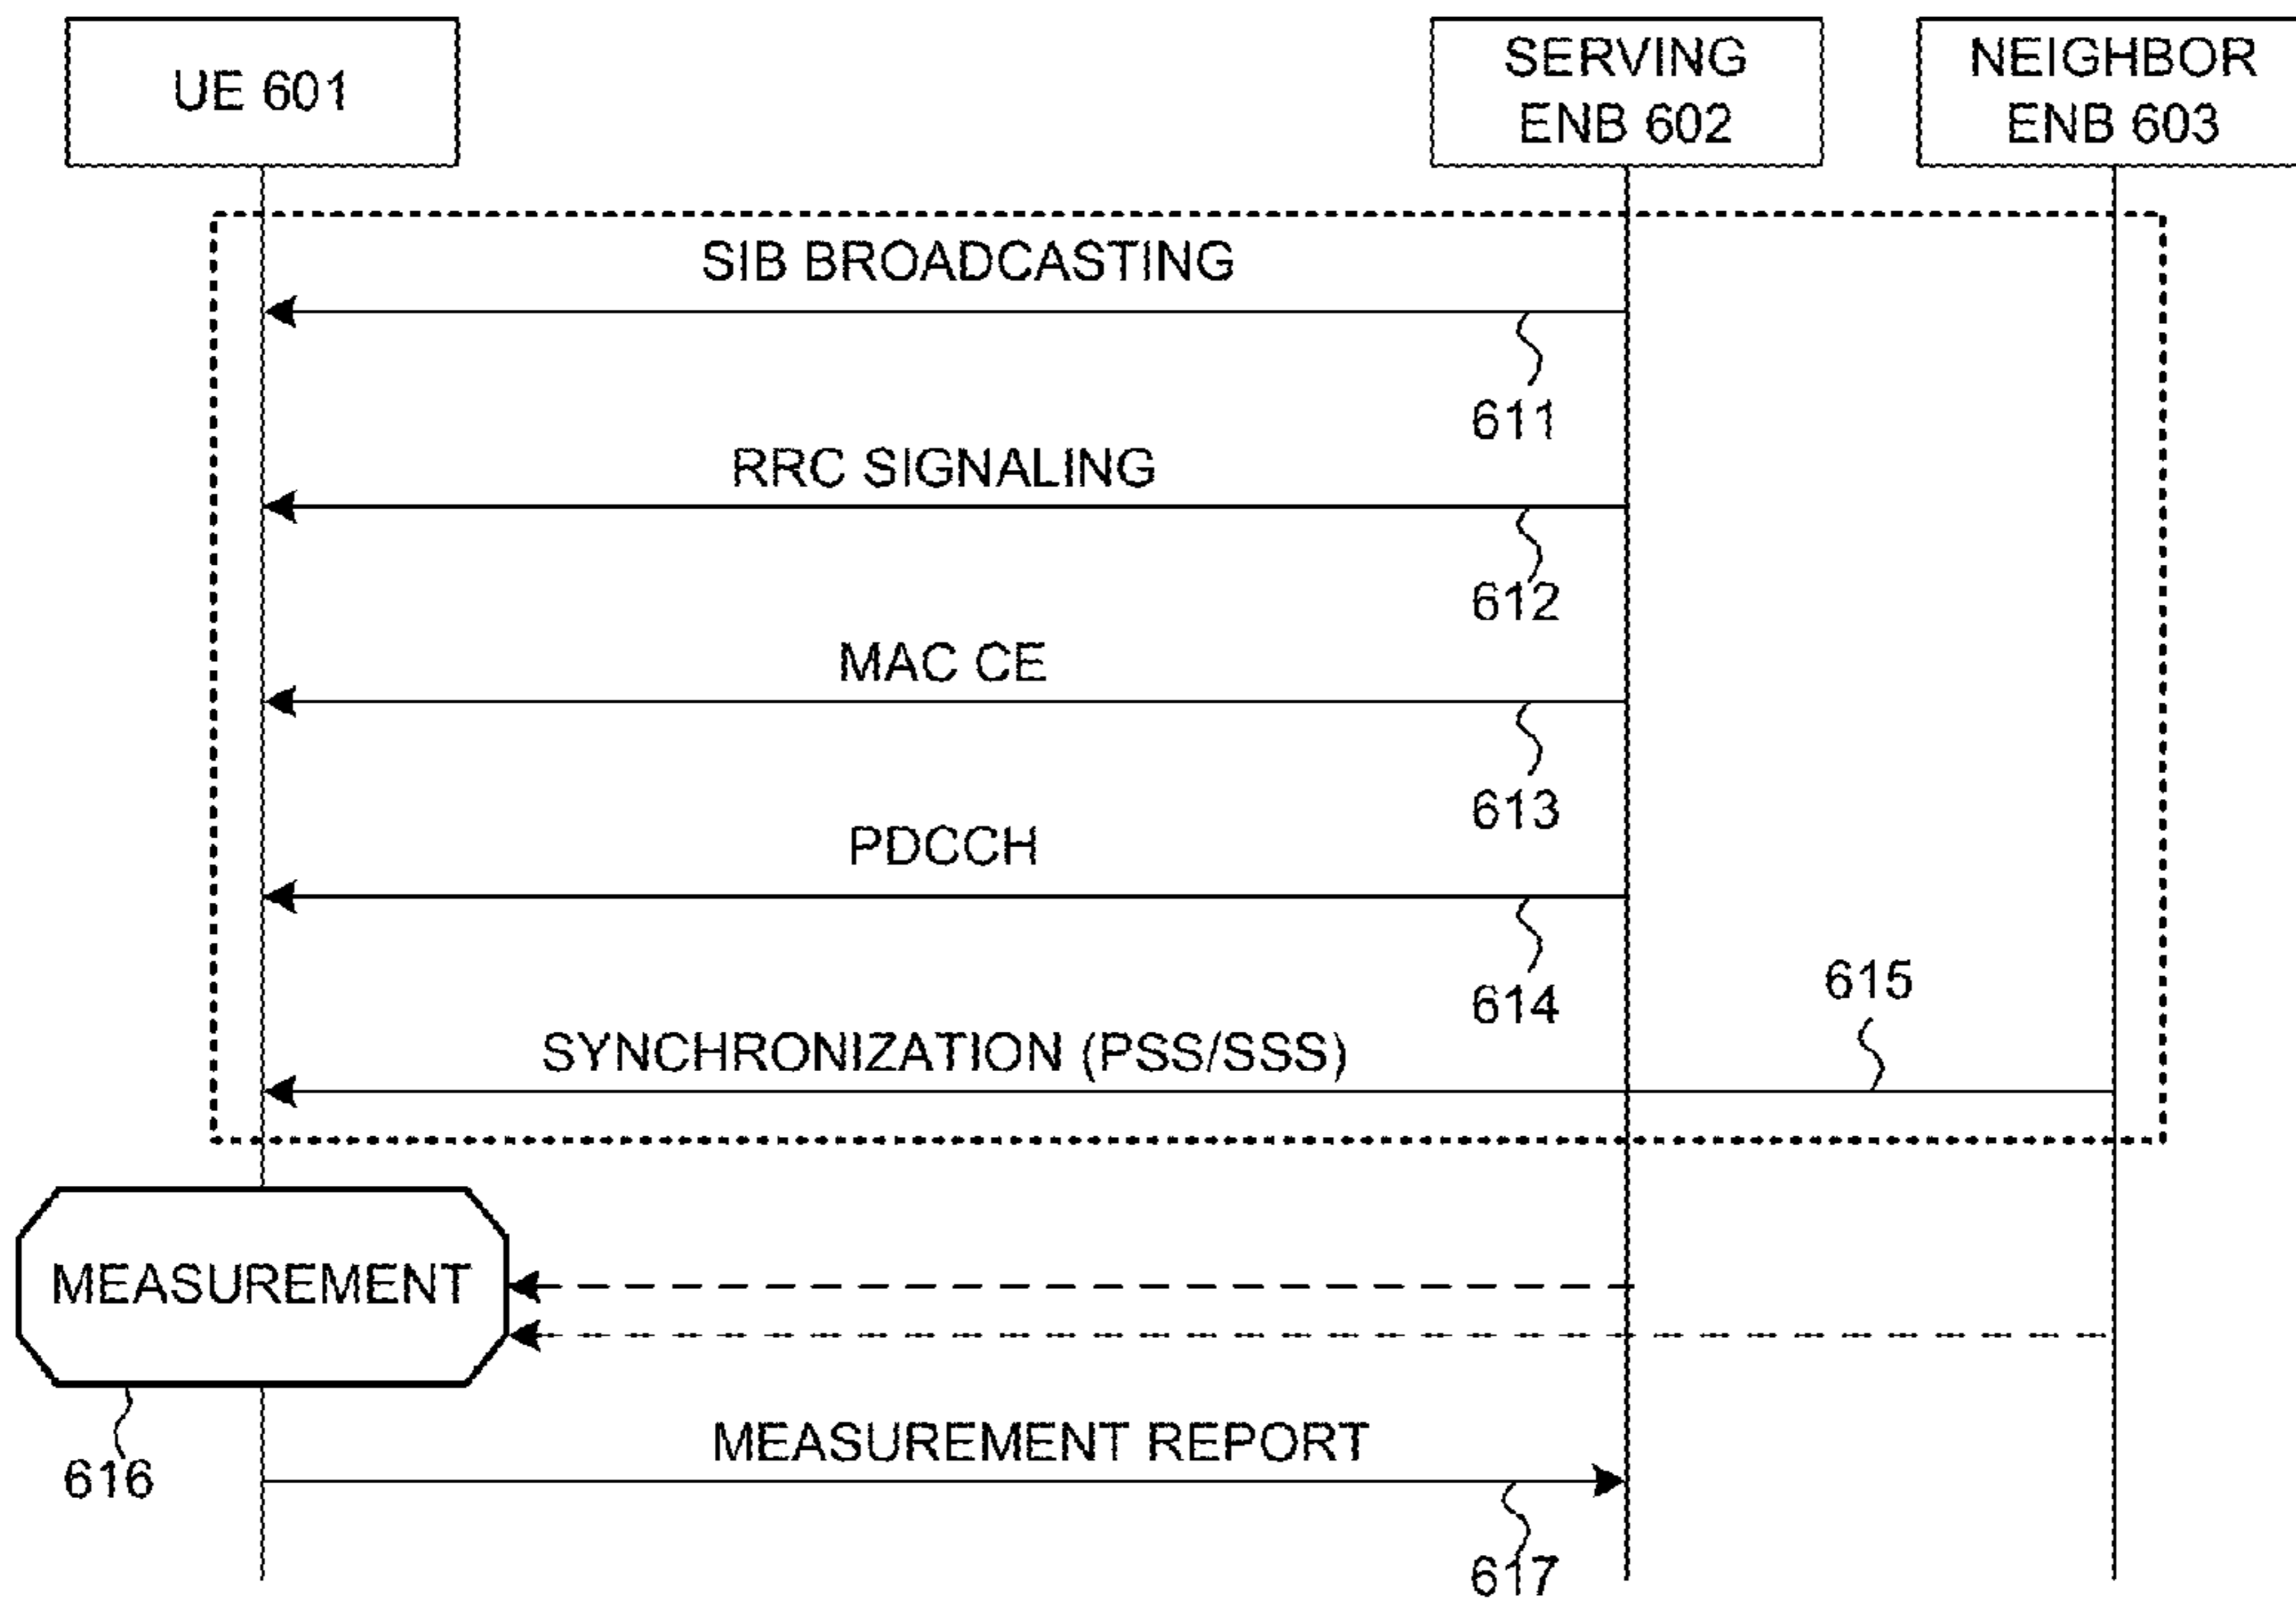 UE 601
SERVING
ENB 602
NEIGHBOR
ENB 603
SIB BROADCASTING
611
RRC SIGNALING
612
MAC CE
613
PDCCH
614
615
SYNCHRONIZATION (PSS/SSS)
MEASUREMENT
616
MEASUREMENT REPORT
617